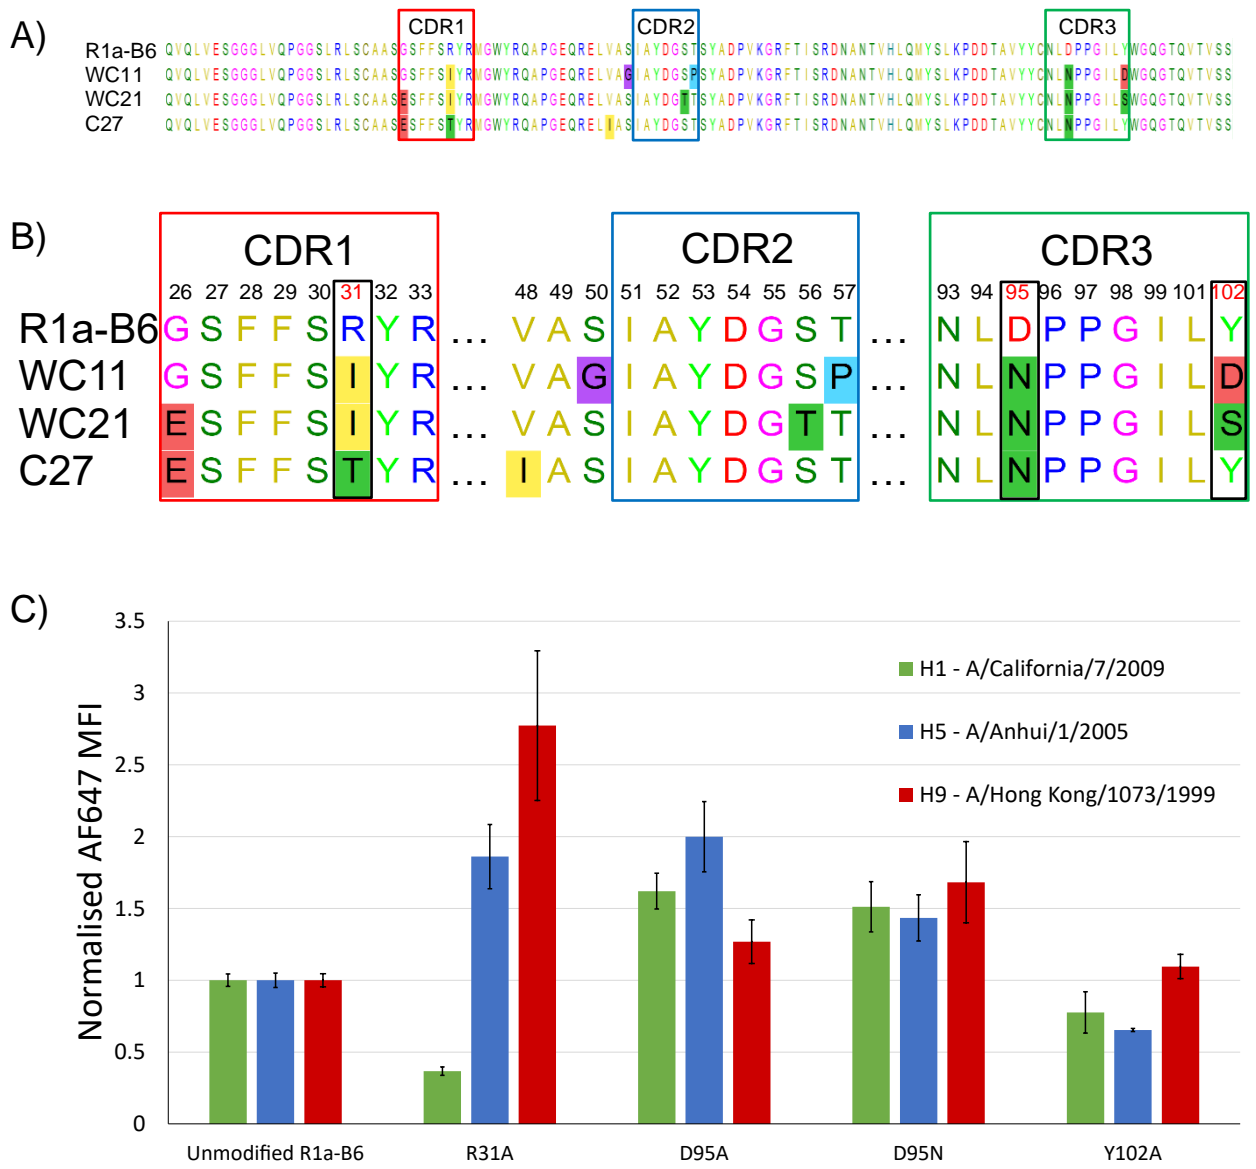 A)
CDR1 CDR2 CDR3
R1a-B6 QVQLVESGGGLVQPGGSLRLSCAASGSFFSRYRMGWYRQAPGEQRELVASIAYDGSTSYADPVKGRFTISRDNANTVHLQMYSLKPDDTAVYYCNLDPPGILYWGQGTQVTVSS
WC11 QVQLVESGGGLVQPGGSLRLSCAASGSFFSIYRMGWYRQAPGEQRELVAGIAYDGSPSYADPVKGRFTISRDNANTVHLQMYSLKPDDTAVYYCNLNPPGILDWGQGTQVTVSS
WC21 QVQLVESGGGLVQPGGSLRLSCAASESFFSIYRMGWYRQAPGEQRELVASIAYDGTTSYADPVKGRFTISRDNANTVHLQMYSLKPDDTAVYYCNLNPPGILSWGQGTQVTVSS
C27 QVQLVESGGGLVQPGGSLRLSCAASESFFSTYRMGWYRQAPGEQRELIASIAYDGSTSYADPVKGRFTISRDNANTVHLQMYSLKPDDTAVYYCNLNPPGILYWGQGTQVTVSS
B)
CDR1 CDR2 CDR3
26 27 28 29 30 31 32 33 48 49 50 51 52 53 54 55 56 57 93 94 95 96 97 98 99 101 102
R1a-B6 G S F F S R Y R ... V A S I A Y D G S T ... N L D P P G I L Y
WC11 G S F F S I Y R ... V A G I A Y D G S P ... N L N P P G I L D
WC21 E S F F S I Y R ... V A S I A Y D G T T ... N L N P P G I L S
C27 E S F F S T Y R ... I A S I A Y D G S T ... N L N P P G I L Y
C)
Normalised AF647 MFI
3.5
3
2.5
2
1.5
1
0.5
0
H1 - A/California/7/2009
H5 - A/Anhui/1/2005
H9 - A/Hong Kong/1073/1999
Unmodified R1a-B6 R31A D95A D95N Y102A